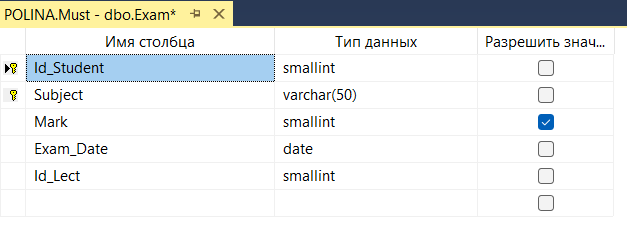 POLINA.Must - dbo.Exam*
Имя столбца Тип данных Разрешить знач...
Id_Student smallint
Subject varchar(50)
Mark smallint
Exam_Date date
Id_Lect smallint